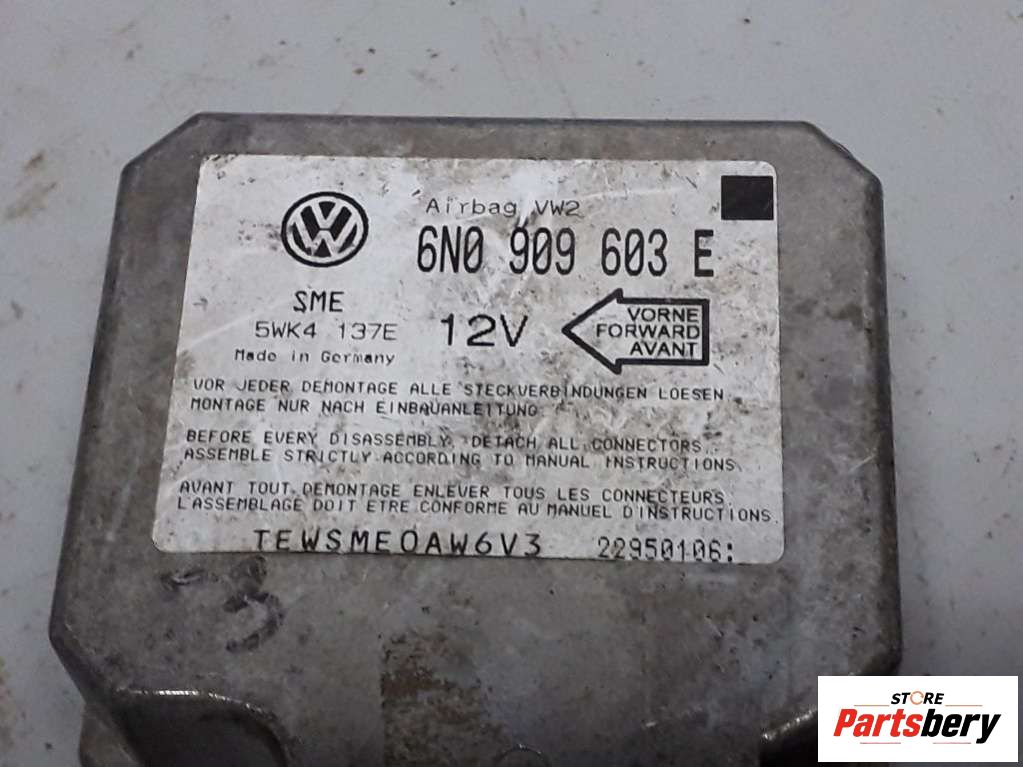 Airbag VW2
6N0 909 603 E
SME
5WK4 137E
12V
VORNE
FORWARD
AVANT
Made in Germany
VOR JEDER DEMONTAGE ALLE STECKVERBINDUNGEN LOESEN
MONTAGE NUR NACH EINBAUANLEITUNG.
BEFORE EVERY DISASSEMBLY, DETACH ALL CONNECTORS.
ASSEMBLE STRICTLY ACCORDING TO MANUAL INSTRUCTIONS.
AVANT TOUT DEMONTAGE ENLEVER TOUS LES CONNECTEURS.
L'ASSEMBLAGE DOIT ETRE CONFORME AU MANUEL D'INSTRUCTIONS.
TEWSME0AW6V3 22950106:
3
STORE
Partsbery